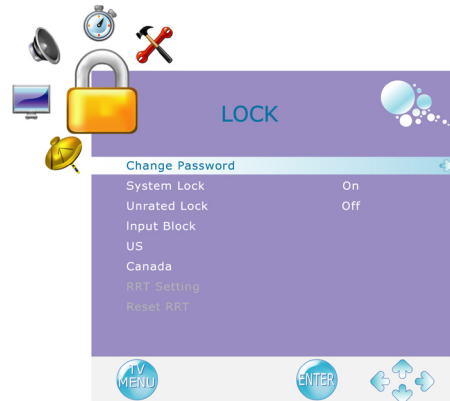 LOCK
Change Password
System Lock On
Unrated Lock Off
Input Block
US
Canada
RRT Setting
Reset RRT
TV
MENU
ENTER